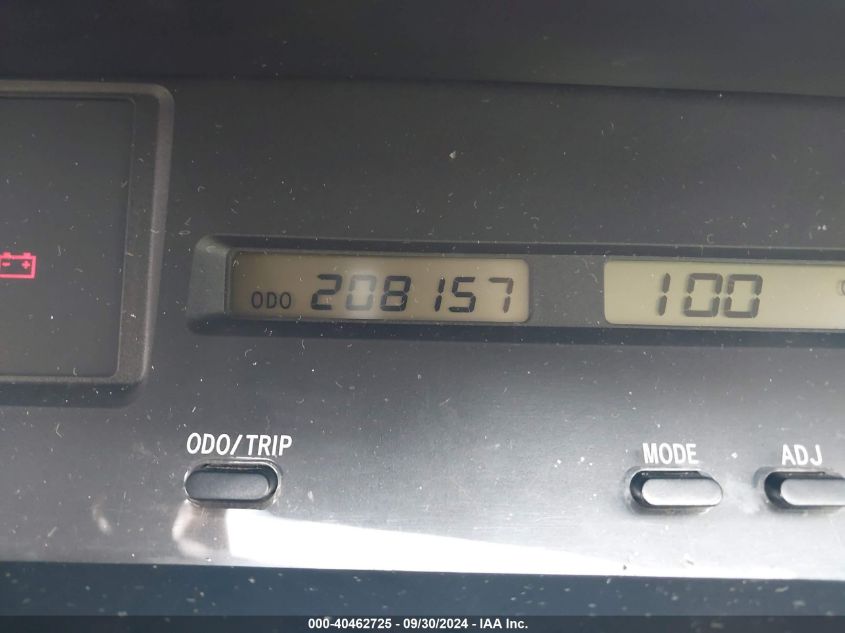 ODO 208157
100
ODO/TRIP
MODE
ADJ
000-40462725 - 09/30/2024 - IAA Inc.